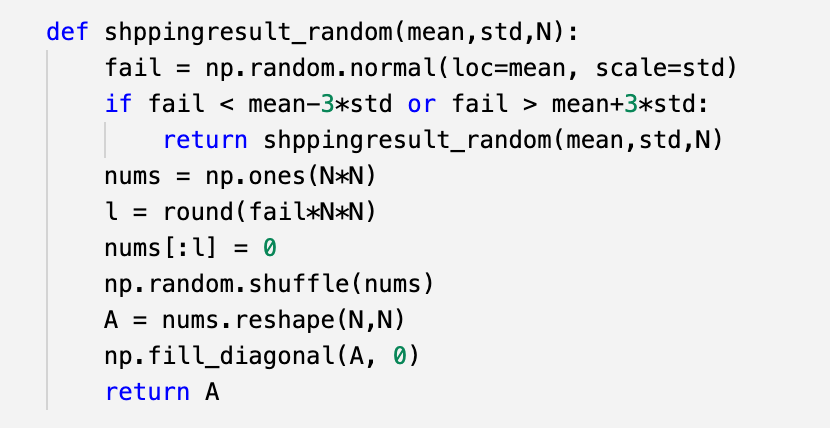 def shppingresult_random(mean,std,N):
    fail = np.random.normal(loc=mean, scale=std)
    if fail < mean-3*std or fail > mean+3*std:
        return shppingresult_random(mean,std,N)
    nums = np.ones(N*N)
    l = round(fail*N*N)
    nums[:l] = 0
    np.random.shuffle(nums)
    A = nums.reshape(N,N)
    np.fill_diagonal(A, 0)
    return A